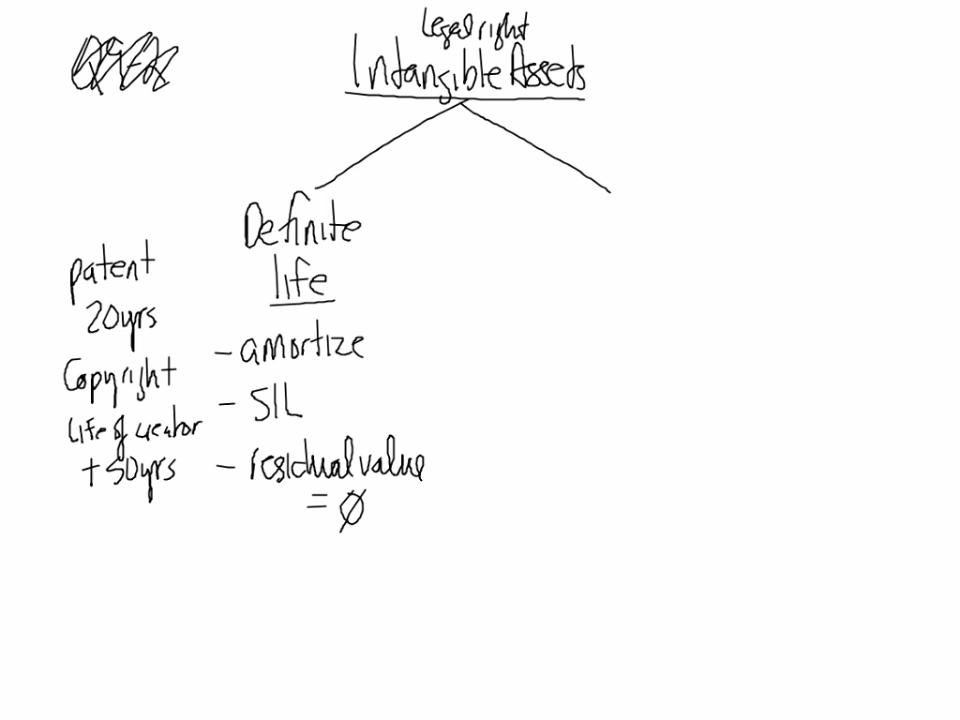 Legal right
Intangible Assets
Definite
life
- amortize
- S/L
- residual value
= Ø
patent
20yrs
Copyright
life of creator
+ 50yrs